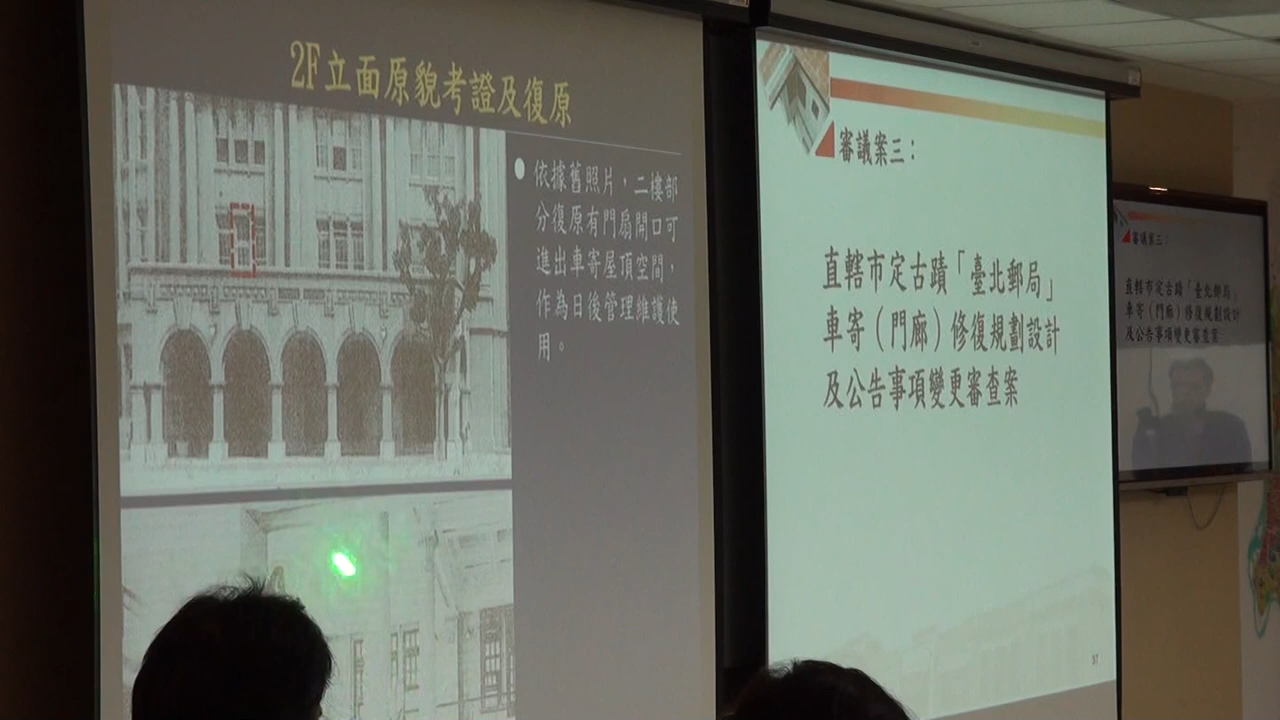 2F立面原貌考證及復原
依據舊照片，二樓部
分復原有門扇開口可
進出車寄屋頂空間，
作為日後管理維護使
用。
審議案三：
直轄市定古蹟「臺北郵局」
車寄（門廊）修復規劃設計
及公告事項變更審查案
37
審議案三：
直轄市定古蹟「臺北郵局」
車寄（門廊）修復規劃設計
及公告事項變更審查案